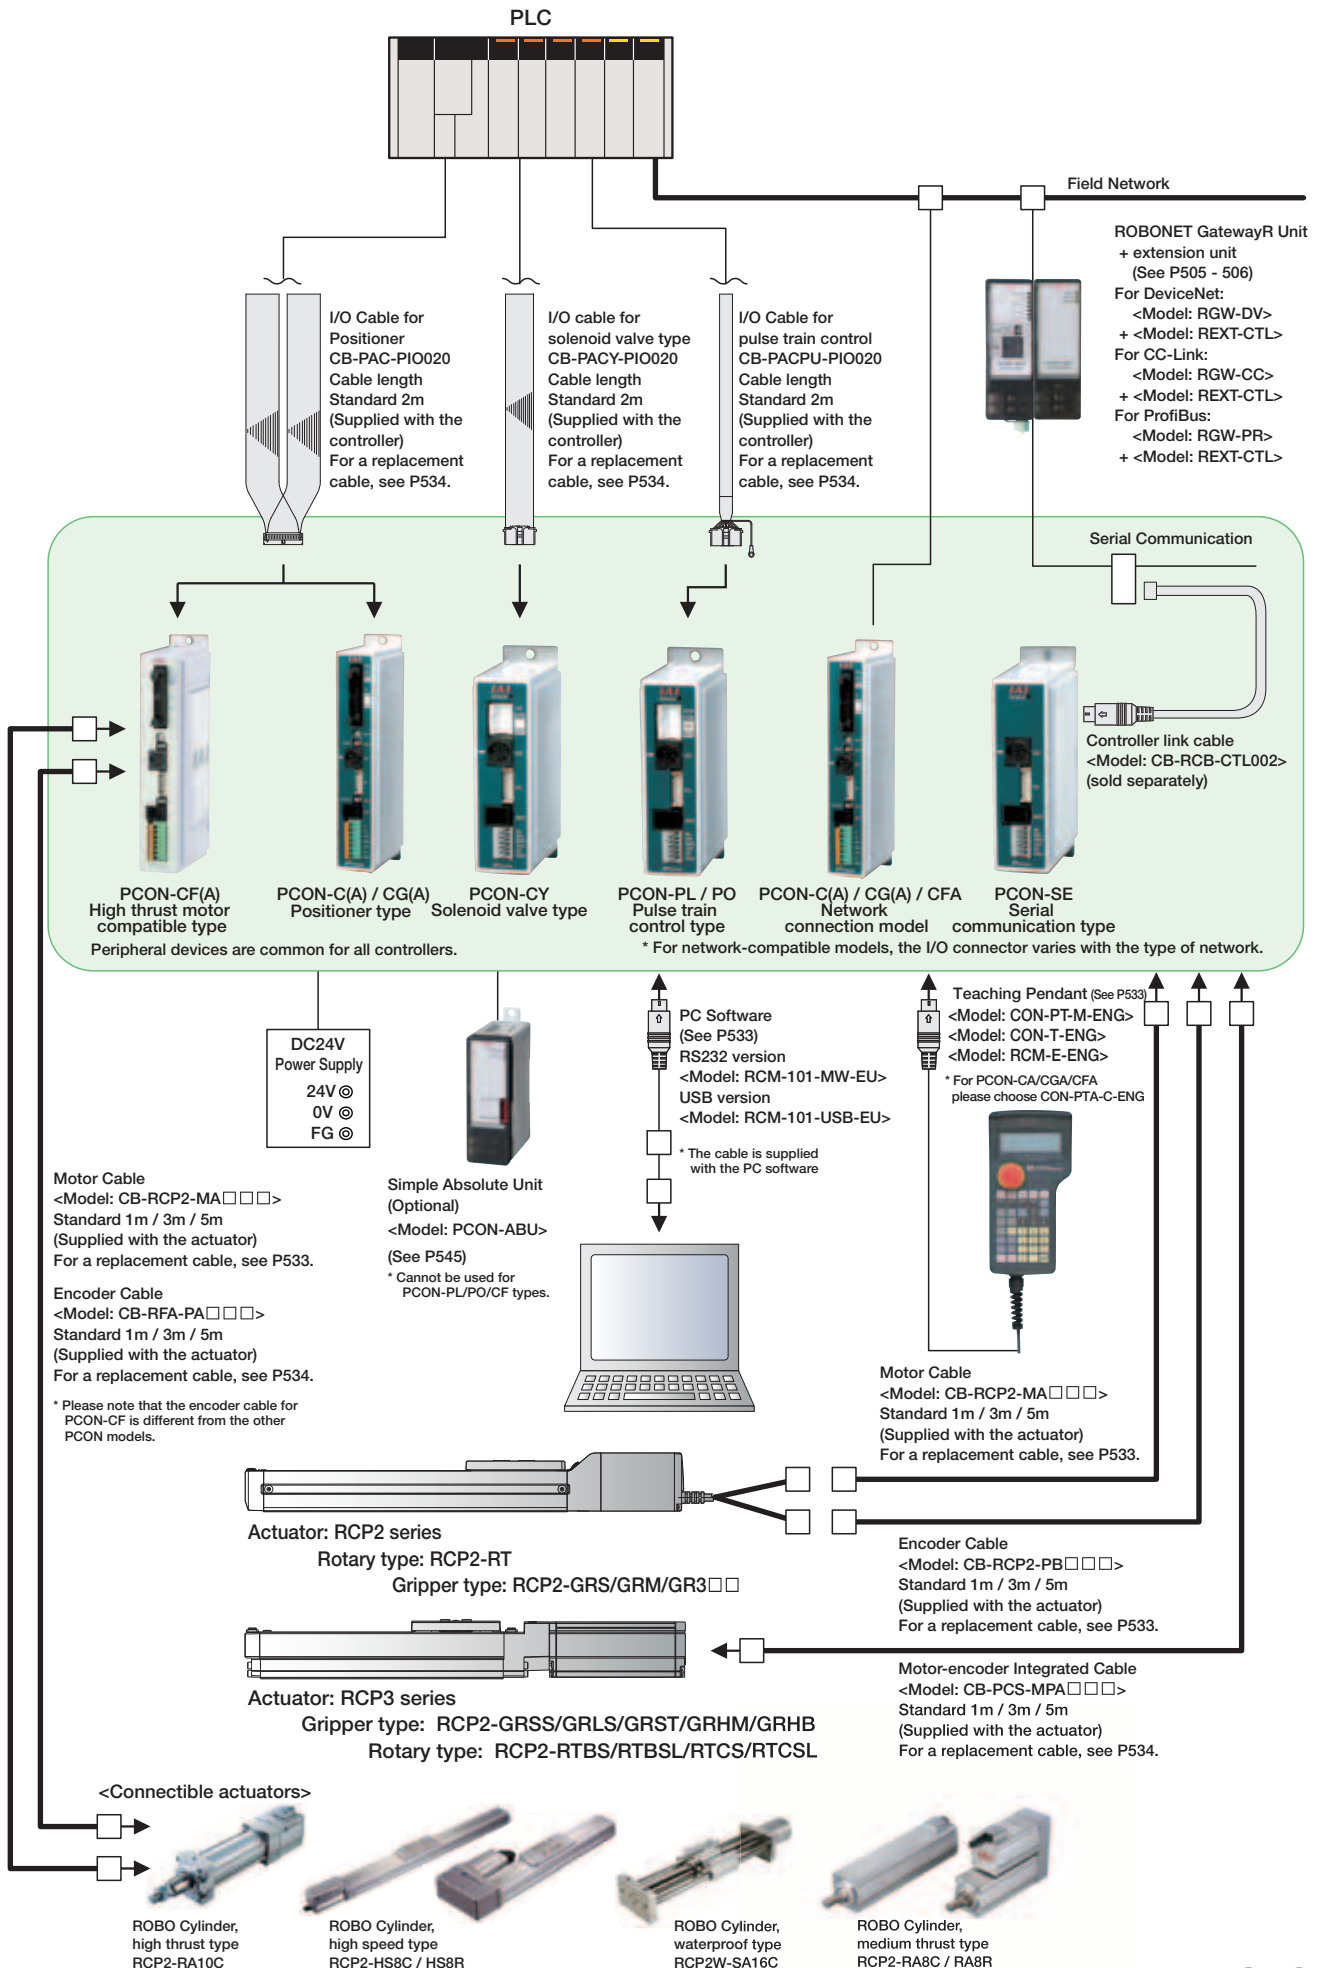 PLC
Field Network
ROBONET GatewayR Unit
+ extension unit
(See P505 - 506)
For DeviceNet:
<Model: RGW-DV>
+ <Model: REXT-CTL>
For CC-Link:
<Model: RGW-CC>
+ <Model: REXT-CTL>
For ProfiBus:
<Model: RGW-PR>
+ <Model: REXT-CTL>
I/O Cable for
Positioner
CB-PAC-PIO020
Cable length
Standard 2m
(Supplied with the
controller)
For a replacement
cable, see P534.
I/O cable for
solenoid valve type
CB-PACY-PIO020
Cable length
Standard 2m
(Supplied with the
controller)
For a replacement
cable, see P534.
I/O Cable for
pulse train control
CB-PACPU-PIO020
Cable length
Standard 2m
(Supplied with the
controller)
For a replacement
cable, see P534.
Serial Communication
Controller link cable
<Model: CB-RCB-CTL002>
(sold separately)
PCON-CF(A)
High thrust motor
compatible type
PCON-C(A) / CG(A)
Positioner type
PCON-CY
Solenoid valve type
PCON-PL / PO
Pulse train
control type
PCON-C(A) / CG(A) / CFA
Network
connection model
PCON-SE
Serial
communication type
Peripheral devices are common for all controllers.
* For network-compatible models, the I/O connector varies with the type of network.
DC24V
Power Supply
24V
0V
FG
Simple Absolute Unit
(Optional)
<Model: PCON-ABU>
(See P545)
* Cannot be used for
PCON-PL/PO/CF types.
PC Software
(See P533)
RS232 version
<Model: RCM-101-MW-EU>
USB version
<Model: RCM-101-USB-EU>
* The cable is supplied
with the PC software
Teaching Pendant (See P533)
<Model: CON-PT-M-ENG>
<Model: CON-T-ENG>
<Model: RCM-E-ENG>
* For PCON-CA/CGA/CFA
please choose CON-PTA-C-ENG
Motor Cable
<Model: CB-RCP2-MA□□□>
Standard 1m / 3m / 5m
(Supplied with the actuator)
For a replacement cable, see P533.
Encoder Cable
<Model: CB-RFA-PA□□□>
Standard 1m / 3m / 5m
(Supplied with the actuator)
For a replacement cable, see P534.
* Please note that the encoder cable for
PCON-CF is different from the other
PCON models.
Motor Cable
<Model: CB-RCP2-MA□□□>
Standard 1m / 3m / 5m
(Supplied with the actuator)
For a replacement cable, see P533.
Actuator: RCP2 series
Rotary type: RCP2-RT
Gripper type: RCP2-GRS/GRM/GR3□□
Encoder Cable
<Model: CB-RCP2-PB□□□>
Standard 1m / 3m / 5m
(Supplied with the actuator)
For a replacement cable, see P533.
Actuator: RCP3 series
Gripper type: RCP2-GRSS/GRLS/GRST/GRHM/GRHB
Rotary type: RCP2-RTBS/RTBSL/RTCS/RTCSL
Motor-encoder Integrated Cable
<Model: CB-PCS-MPA□□□>
Standard 1m / 3m / 5m
(Supplied with the actuator)
For a replacement cable, see P534.
<Connectible actuators>
ROBO Cylinder,
high thrust type
RCP2-RA10C
ROBO Cylinder,
high speed type
RCP2-HS8C / HS8R
ROBO Cylinder,
waterproof type
RCP2W-SA16C
ROBO Cylinder,
medium thrust type
RCP2-RA8C / RA8R